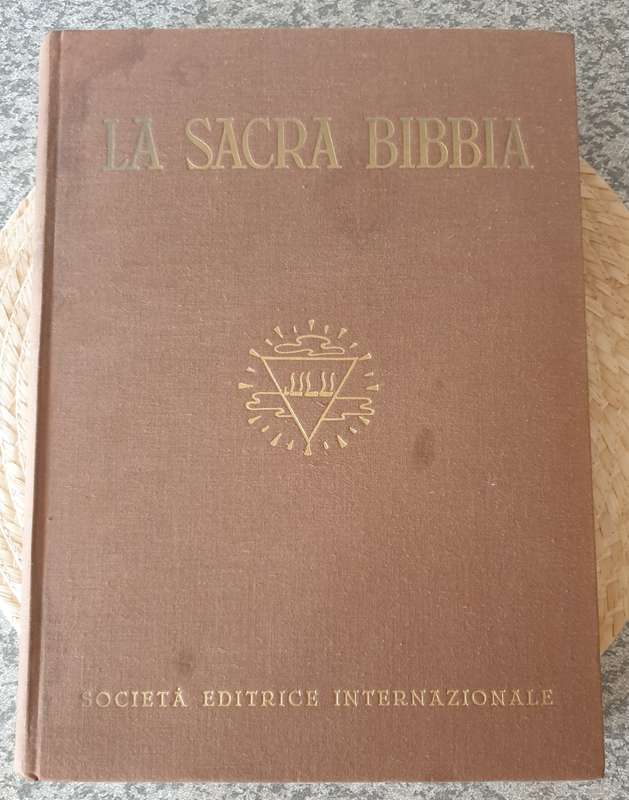 LA SACRA BIBBIA
SOCIETÀ EDITRICE INTERNAZIONALE